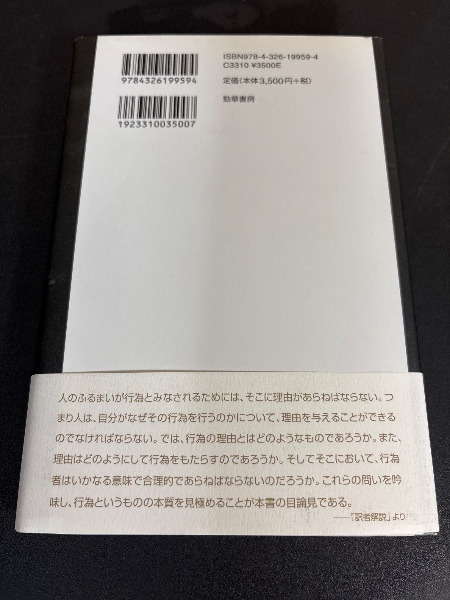 ISBN978-4-326-19959-4
C3310 ¥3500E
9784326199594
定価(本体3,500円+税)
勁草書房
1923310035007
人のふるまいが行為とみなされるためには、そこに理由があらねばならない。つ
まり人は、自分がなぜその行為を行うのかについて、理由を与えることができる
のでなければならない。では、行為の理由とはどのようなものであろうか。また、
理由はどのようにして行為をもたらすのであろうか。そしてそこにおいて、行為
者はいかなる意味で合理的であらねばならないのだろうか。これらの問いを吟
味し、行為というものの本質を見極めることが本書の目論見である。
――「訳者解説」より